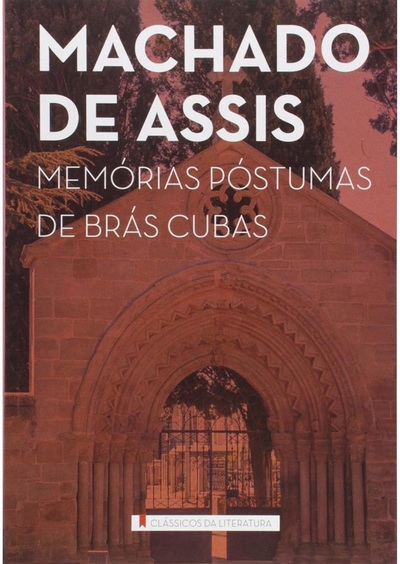 MACHADO
DE ASSIS
MEMÓRIAS PÓSTUMAS
DE BRÁS CUBAS
CLÁSSICOS DA LITERATURA